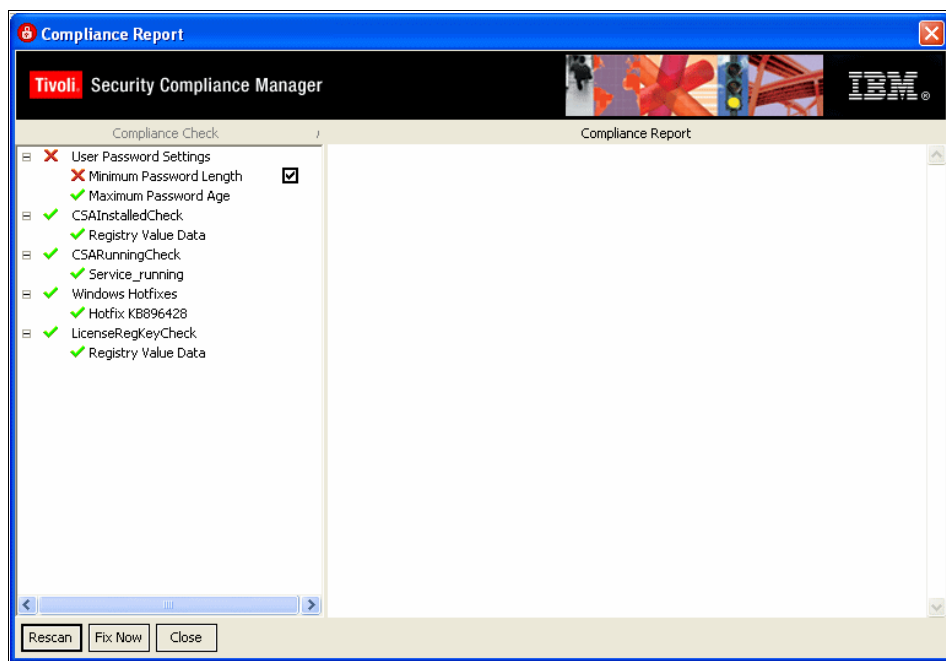 Compliance Report
Tivoli. Security Compliance Manager
IBM®
Compliance Check / Compliance Report
User Password Settings
Minimum Password Length
Maximum Password Age
CSAInstalledCheck
Registry Value Data
CSARunningCheck
Service_running
Windows Hotfixes
Hotfix KB896428
LicenseRegKeyCheck
Registry Value Data
Rescan Fix Now Close